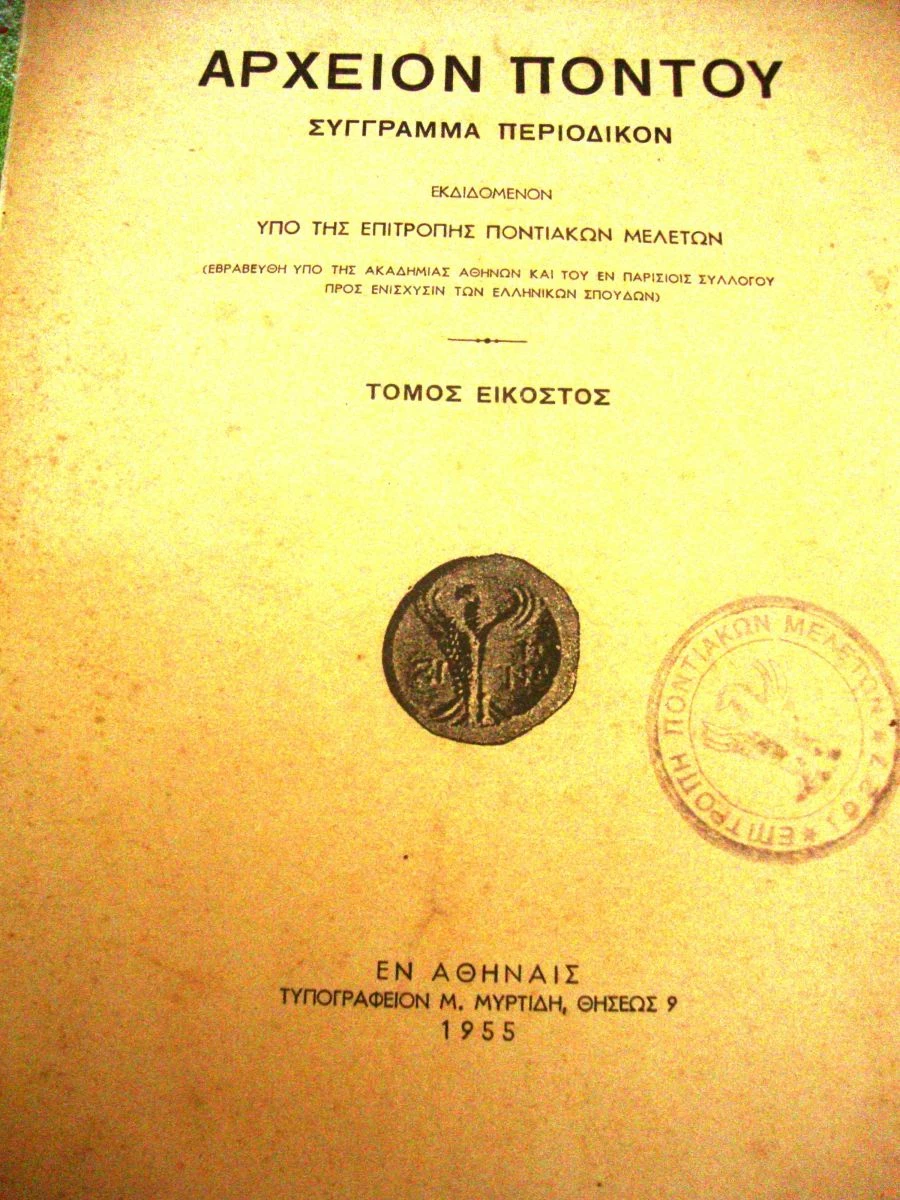 ΑΡΧΕΙΟΝ ΠΟΝΤΟΥ
ΣΥΓΓΡΑΜΜΑ ΠΕΡΙΟΔΙΚΟΝ
ΕΚΔΙΔΟΜΕΝΟΝ
ΥΠΟ ΤΗΣ ΕΠΙΤΡΟΠΗΣ ΠΟΝΤΙΑΚΩΝ ΜΕΛΕΤΩΝ
(ΕΒΡΑΒΕΥΘΗ ΥΠΟ ΤΗΣ ΑΚΑΔΗΜΙΑΣ ΑΘΗΝΩΝ ΚΑΙ ΤΟΥ ΕΝ ΠΑΡΙΣΙΟΙΣ ΣΥΛΛΟΓΟΥ
ΠΡΟΣ ΕΝΙΣΧΥΣΙΝ ΤΩΝ ΕΛΛΗΝΙΚΩΝ ΣΠΟΥΔΩΝ)
ΤΟΜΟΣ ΕΙΚΟΣΤΟΣ
ΕΠΙΤΡΟΠΗ ΠΟΝΤΙΑΚΩΝ ΜΕΛΕΤΩΝ * 1927 *
ΕΝ ΑΘΗΝΑΙΣ
ΤΥΠΟΓΡΑΦΕΙΟΝ Μ. ΜΥΡΤΙΔΗ, ΘΗΣΕΩΣ 9
1955